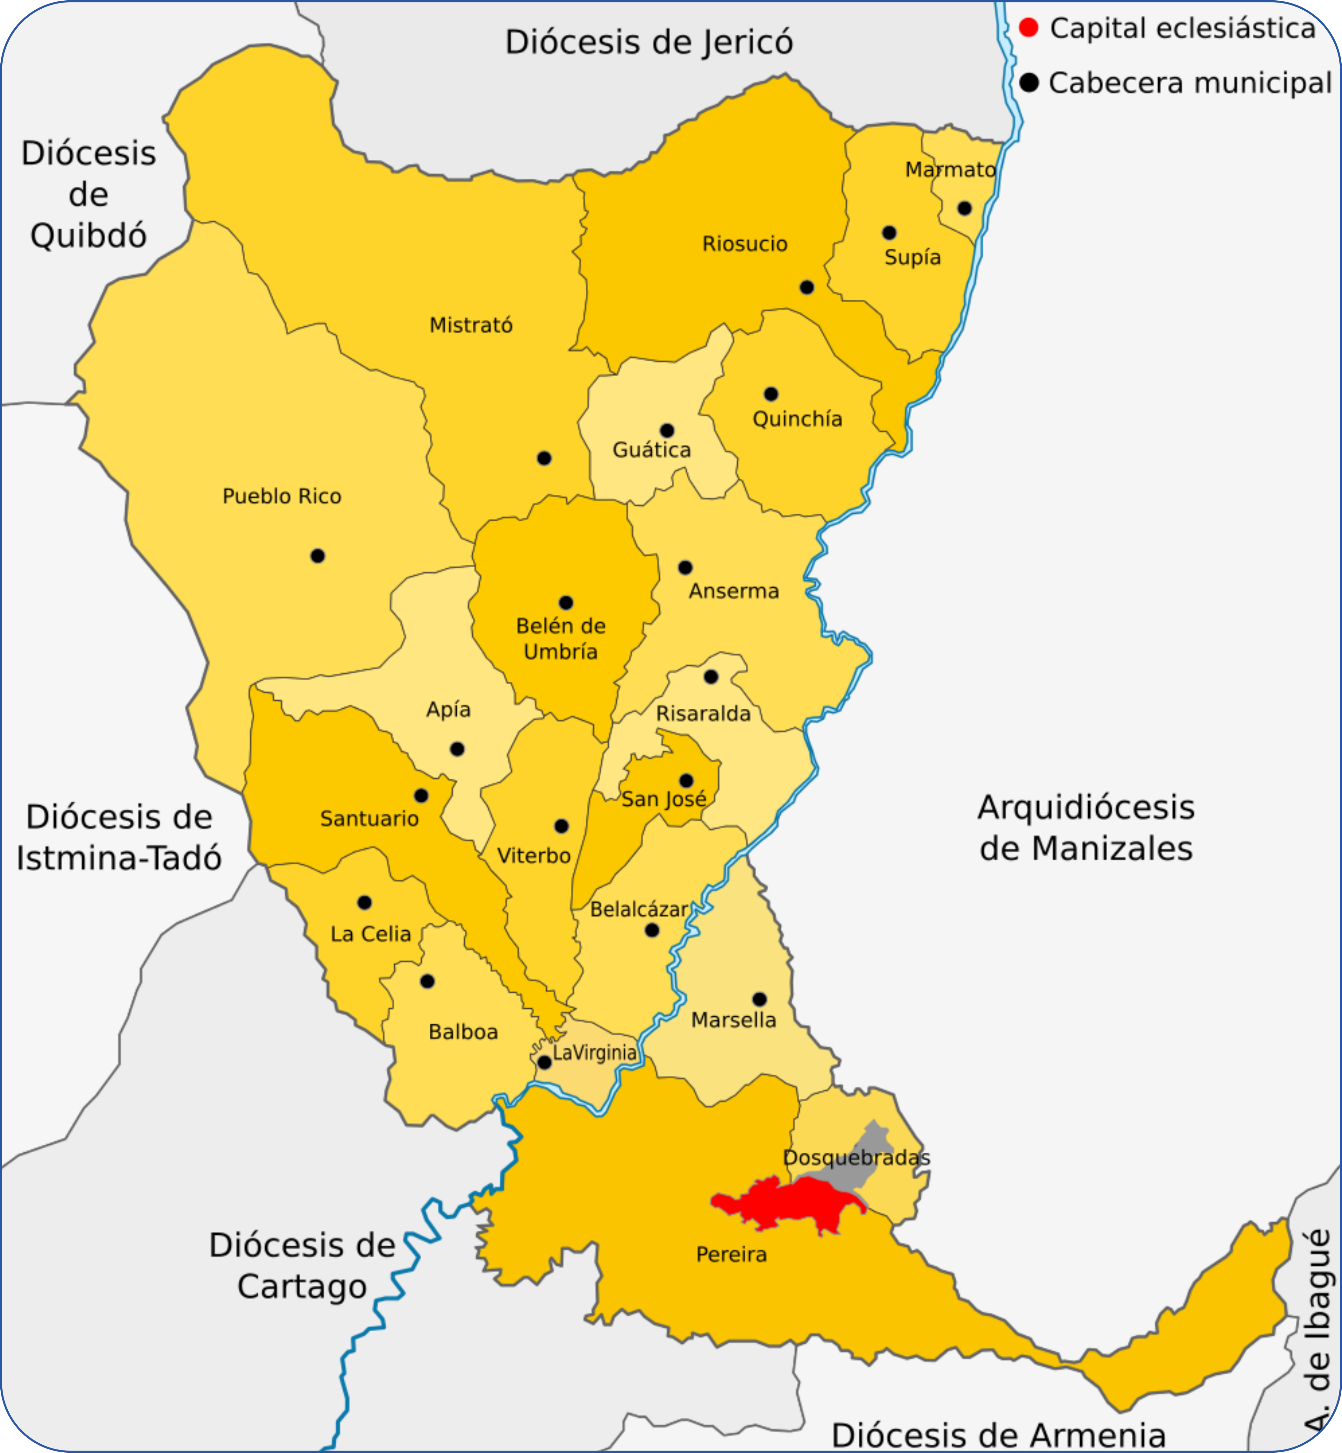 Diócesis de Jericó
Capital eclesiástica
Cabecera municipal
Diócesis
de
Quibdó
Marmato
Riosucio
Supía
Mistrató
Quinchía
Guática
Pueblo Rico
Anserma
Belén de
Umbría
Apía
Risaralda
San José
Santuario
Viterbo
Diócesis de
Istmina-Tadó
Arquidiócesis
de Manizales
Belalcázar
La Celia
Marsella
Balboa
LaVirginia
Dosquebradas
Pereira
Diócesis de
Cartago
A. de Ibagué
Diócesis de Armenia